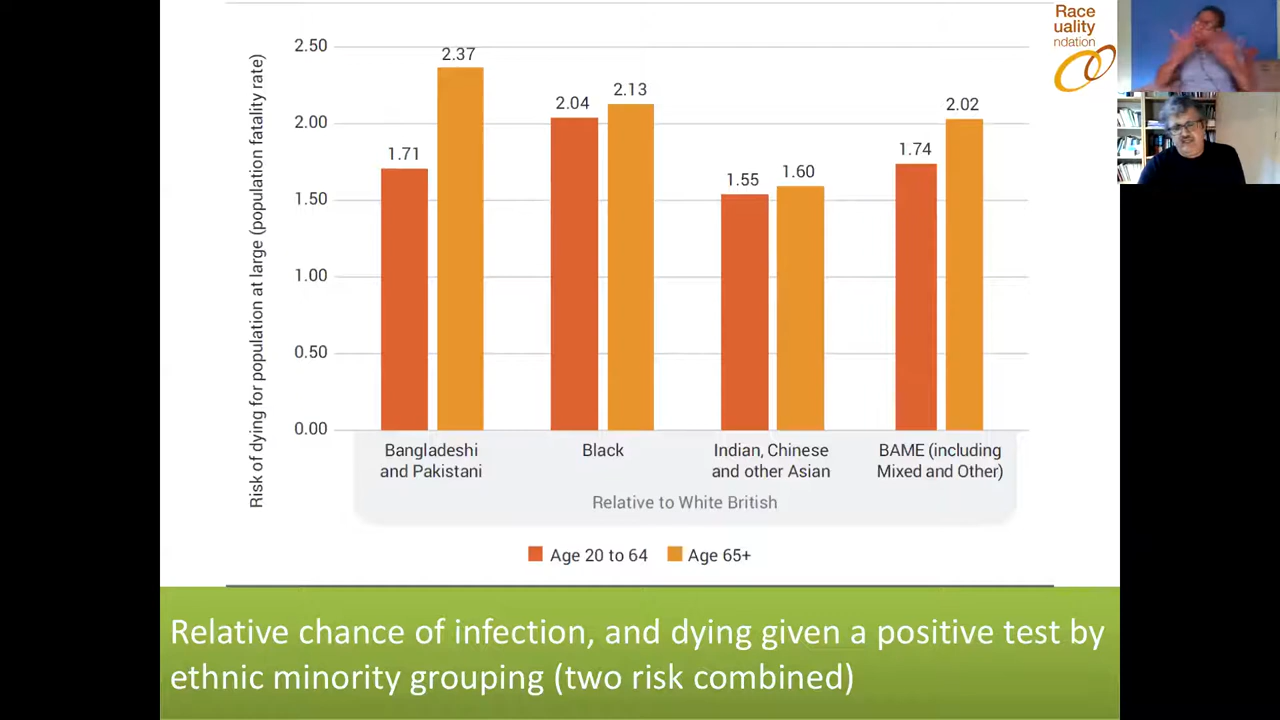 Race
uality
ndation
Risk of dying for population at large (population fatality rate)
2.50
2.00
1.50
1.00
0.50
0.00
1.71
2.37
2.04
2.13
1.55
1.60
1.74
2.02
Bangladeshi
and Pakistani
Black
Indian, Chinese
and other Asian
BAME (including
Mixed and Other)
Relative to White British
Age 20 to 64
Age 65+
Relative chance of infection, and dying given a positive test by
ethnic minority grouping (two risk combined)